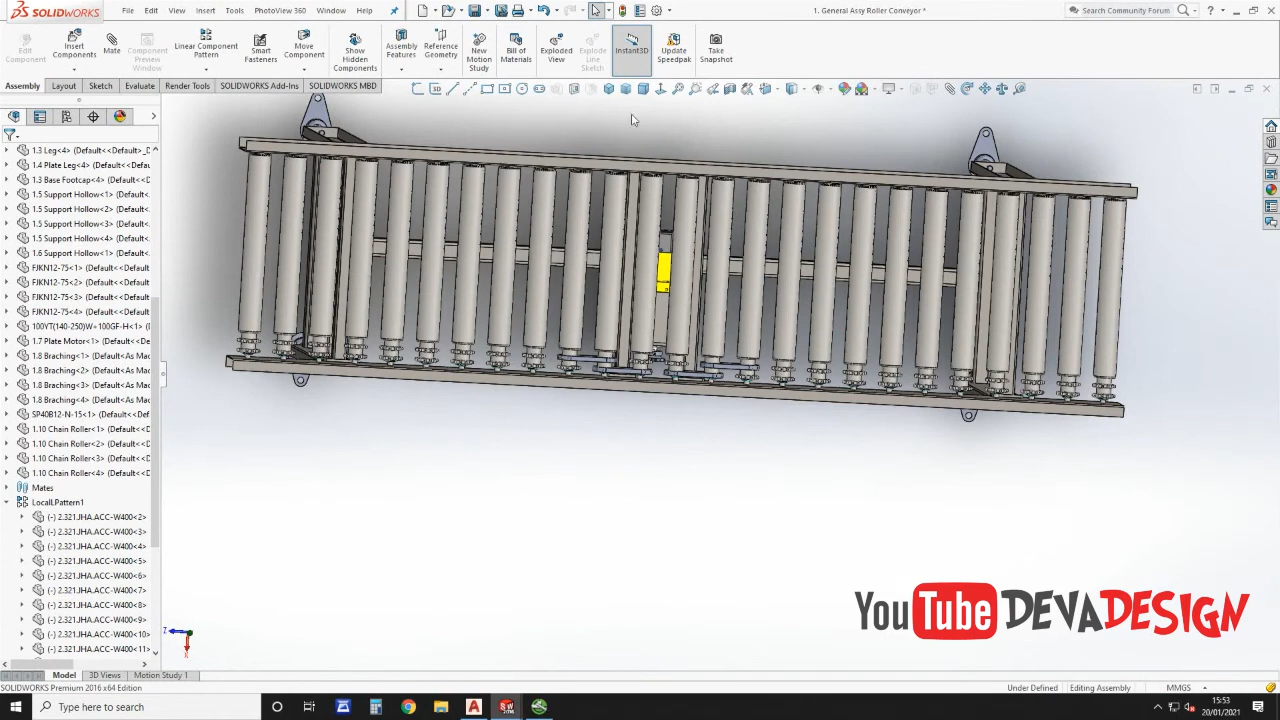 SOLIDWORKS File Edit View Insert Tools PhotoView 360 Window Help 1. General Assy Roller Conveyor * Search Community Forum
Edit Component
Insert Components
Mate
Component Preview Window
Linear Component Pattern
Smart Fasteners
Move Component
Show Hidden Components
Assembly Features
Reference Geometry
New Motion Study
Bill of Materials
Exploded View
Explode Line Sketch
Instant3D
Update Speedpak
Take Snapshot
Assembly Layout Sketch Evaluate Render Tools SOLIDWORKS Add-Ins SOLIDWORKS MBD
1.3 Leg<4> (Default<Default>_D
1.4 Plate Leg<4> (Default<<Defau
1.3 Base Footcap<4> (Default<<D
1.5 Support Hollow<1> (Default<
1.5 Support Hollow<2> (Default<
1.5 Support Hollow<3> (Default<
1.5 Support Hollow<4> (Default<
1.6 Support Hollow<1> (Default<
FJKN12-75<1> (Default<<Default
FJKN12-75<2> (Default<<Default
FJKN12-75<3> (Default<<Default
FJKN12-75<4> (Default<<Default
100YT(140-250)W+100GF-H<1> (
1.7 Plate Motor<1> (Default<<De
1.8 Braching<1> (Default<As Mac
1.8 Braching<2> (Default<As Mac
1.8 Braching<3> (Default<As Mac
1.8 Braching<4> (Default<As Mac
SP40B12-N-15<1> (Default<<Defa
1.10 Chain Roller<1> (Default<<D
1.10 Chain Roller<2> (Default<<D
1.10 Chain Roller<3> (Default<<D
1.10 Chain Roller<4> (Default<<D
Mates
LocalLPattern1
(-) 2.321.JHA.ACC-W400<2>
(-) 2.321.JHA.ACC-W400<3>
(-) 2.321.JHA.ACC-W400<4>
(-) 2.321.JHA.ACC-W400<5>
(-) 2.321.JHA.ACC-W400<6>
(-) 2.321.JHA.ACC-W400<7>
(-) 2.321.JHA.ACC-W400<8>
(-) 2.321.JHA.ACC-W400<9>
(-) 2.321.JHA.ACC-W400<10>
(-) 2.321.JHA.ACC-W400<11>
YouTube DEVADESIGN
Z
X
Model 3D Views Motion Study 1
SOLIDWORKS Premium 2016 x64 Edition Under Defined Editing Assembly MMGS
Type here to search
15:53
20/01/2021